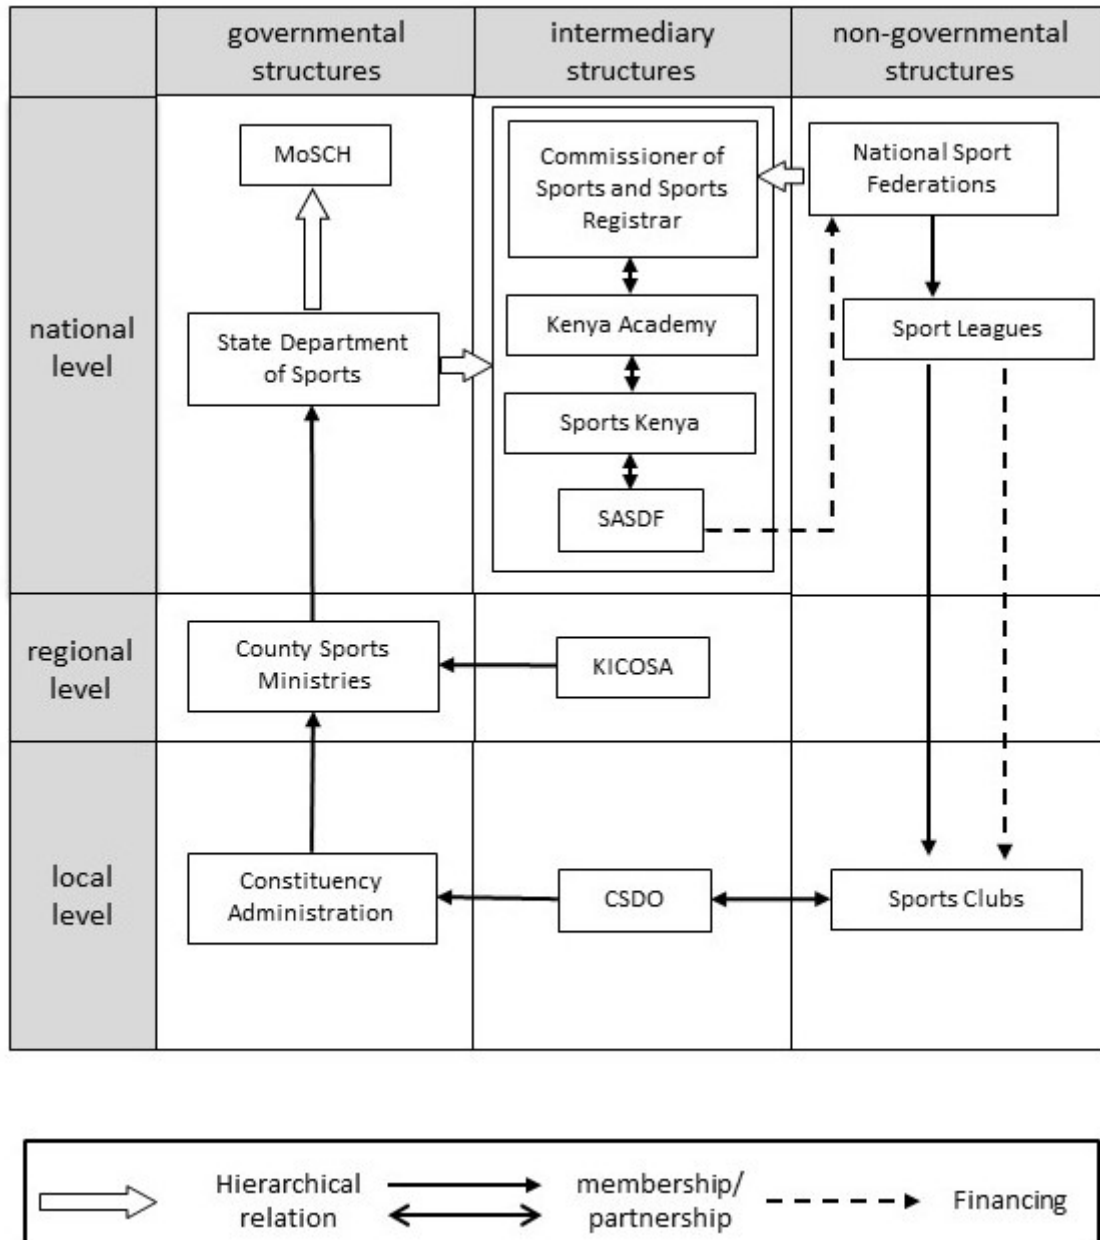 governmental
structures
intermediary
structures
non-governmental
structures
national
level
MoSCH
State Department
of Sports
Commissioner of
Sports and Sports
Registrar
Kenya Academy
Sports Kenya
SASDF
National Sport
Federations
Sport Leagues
regional
level
County Sports
Ministries
KICOSA
local
level
Constituency
Administration
CSDO
Sports Clubs
Hierarchical
relation
membership/
partnership
Financing